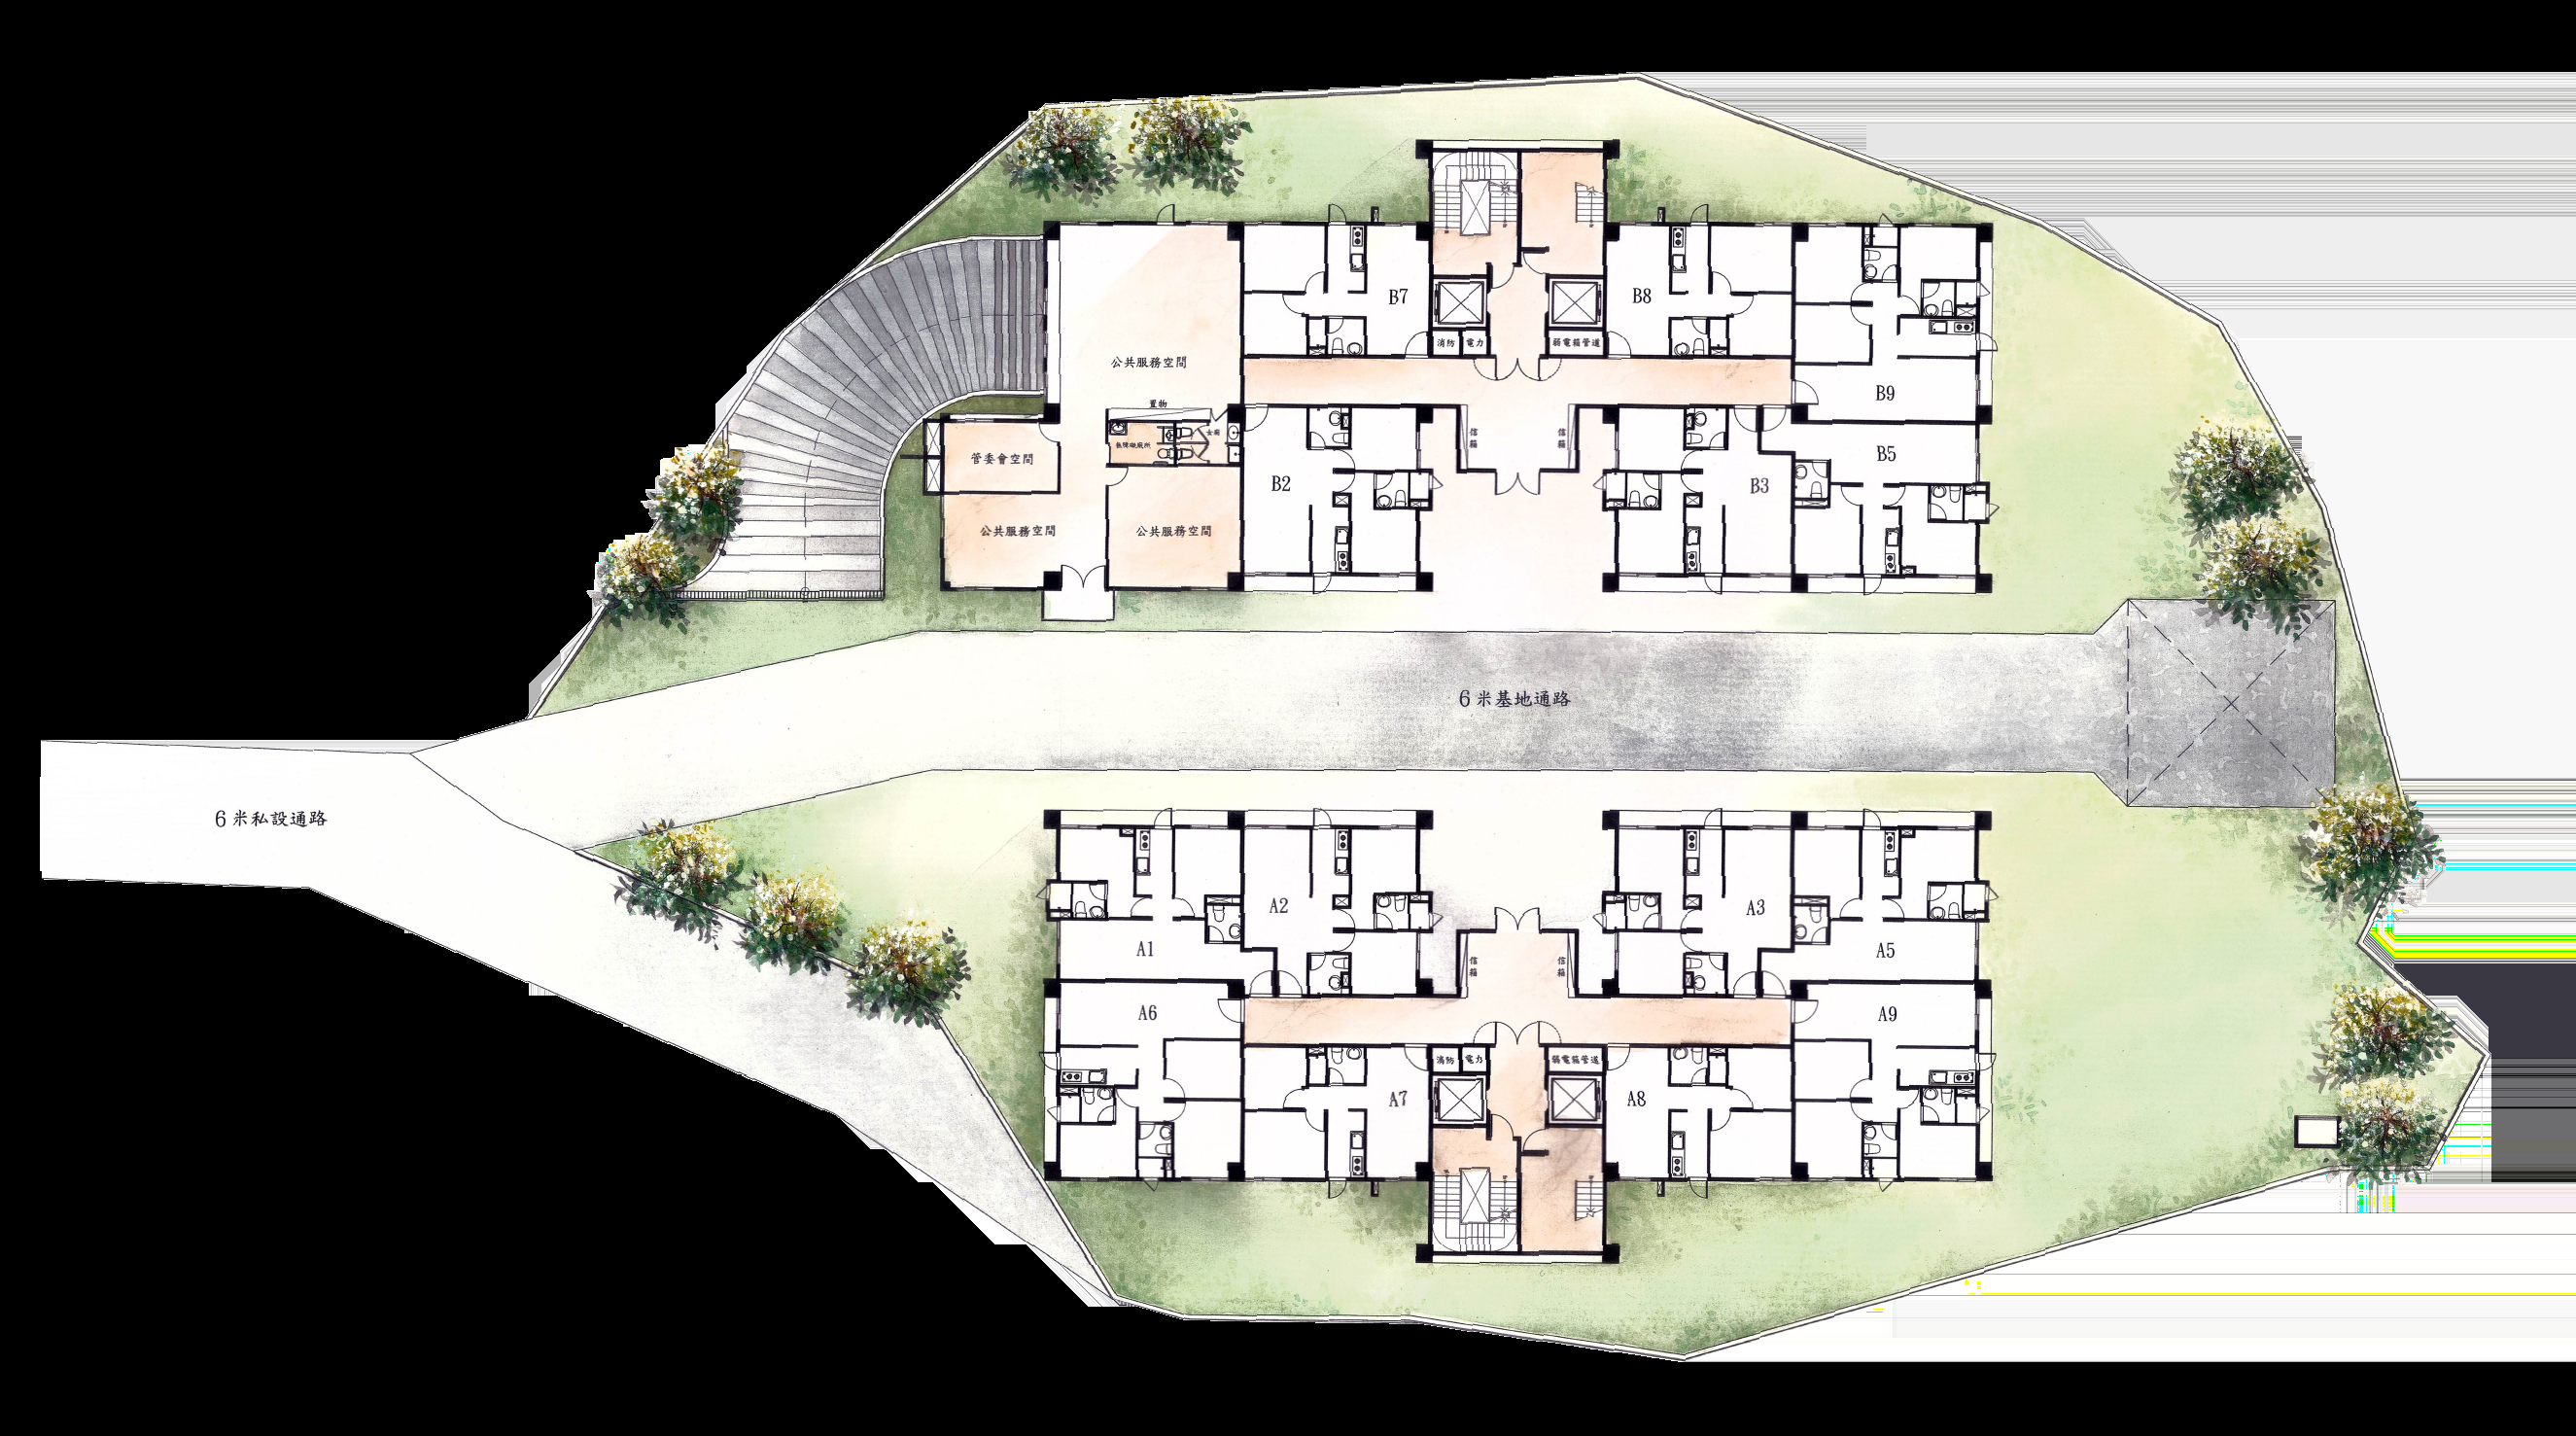 B7
B8
消防
電力
弱電箱管道
公共服務空間
B9
置物
女廁
無障礙廁所
信箱
信箱
管委會空間
B5
B2
B3
公共服務空間
公共服務空間
6米基地通路
6米私設通路
A2
A3
A1
A5
信箱
信箱
A6
A9
消防
電力
弱電箱管道
A7
A8